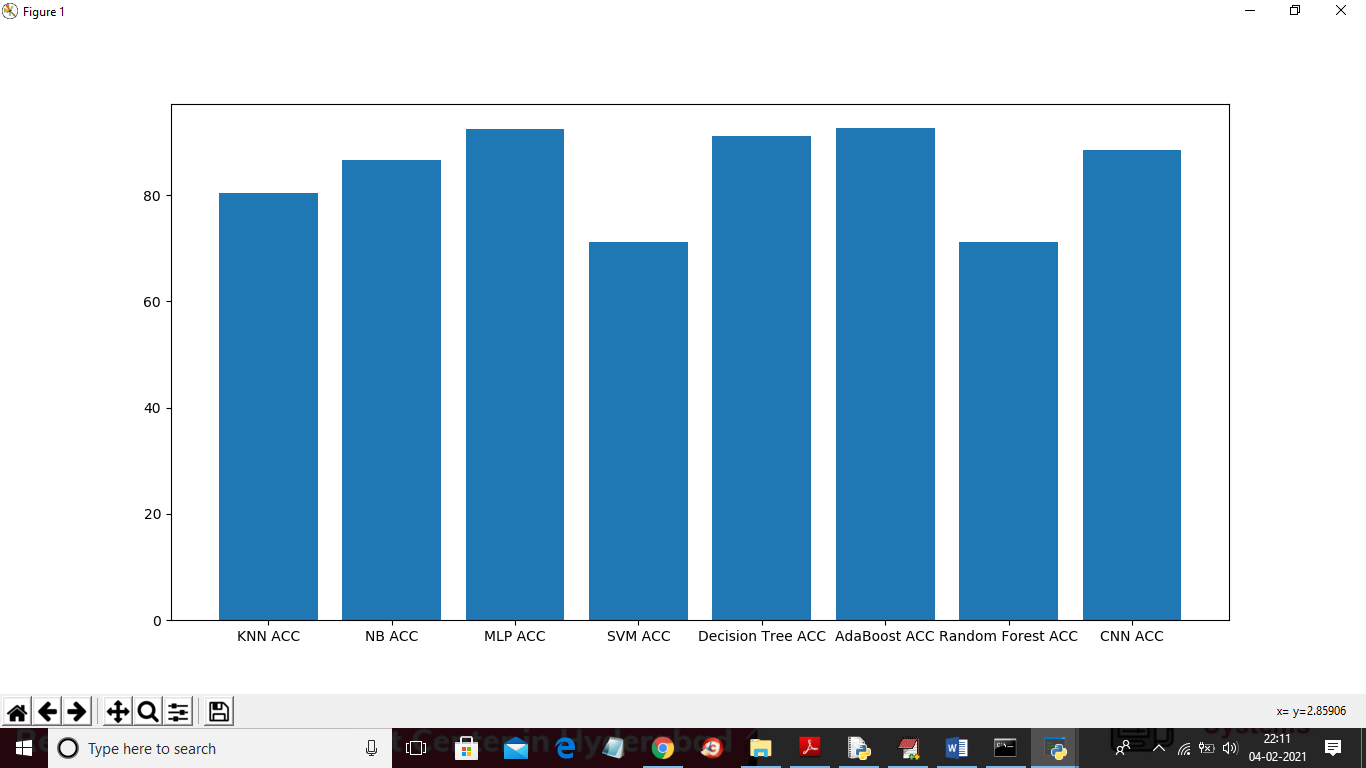 Figure 1
80
60
40
20
0
KNN ACC NB ACC MLP ACC SVM ACC Decision Tree ACC AdaBoost ACC Random Forest ACC CNN ACC
x= y=2.85906
Type here to search
22:11
04-02-2021